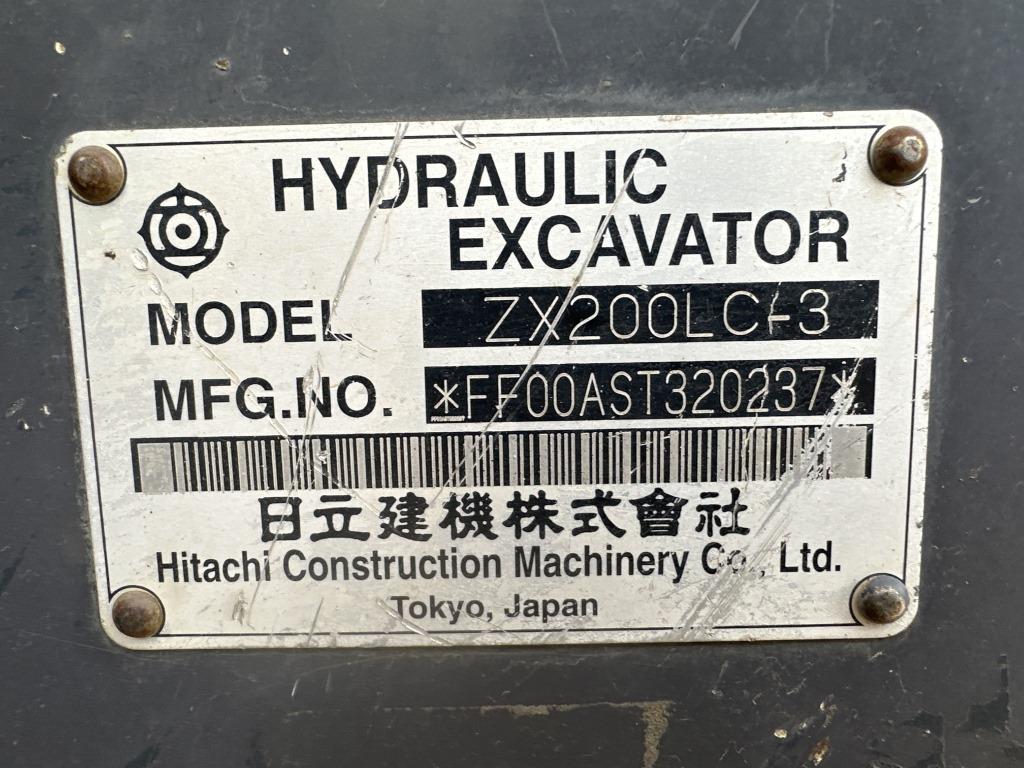 HYDRAULIC
EXCAVATOR
MODEL ZX200LC-3
MFG.NO. *FF00AST320237*
日立建機株式會社
Hitachi Construction Machinery Co., Ltd.
Tokyo, Japan